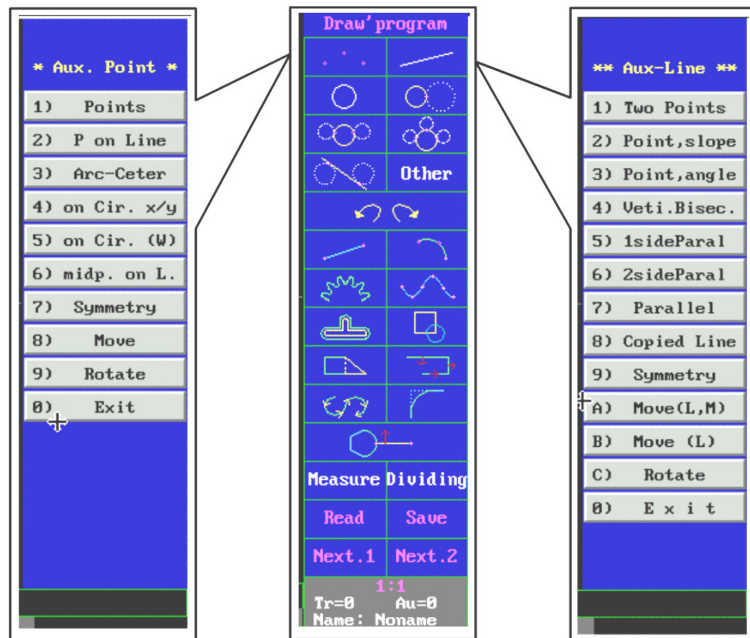 * Aux. Point *
1) Points
2) P on Line
3) Arc-Ceter
4) on Cir. x/y
5) on Cir. (W)
6) midp. on L.
7) Symmetry
8) Move
9) Rotate
0) Exit
Draw'program
Other
Measure Dividing
Read Save
Next.1 Next.2
1:1
Tr=0 Au=0
Name: Noname
** Aux-Line **
1) Two Points
2) Point,slope
3) Point,angle
4) Veti.Bisec.
5) 1sideParal
6) 2sideParal
7) Parallel
8) Copied Line
9) Symmetry
A) Move(L,M)
B) Move (L)
C) Rotate
0) E x i t